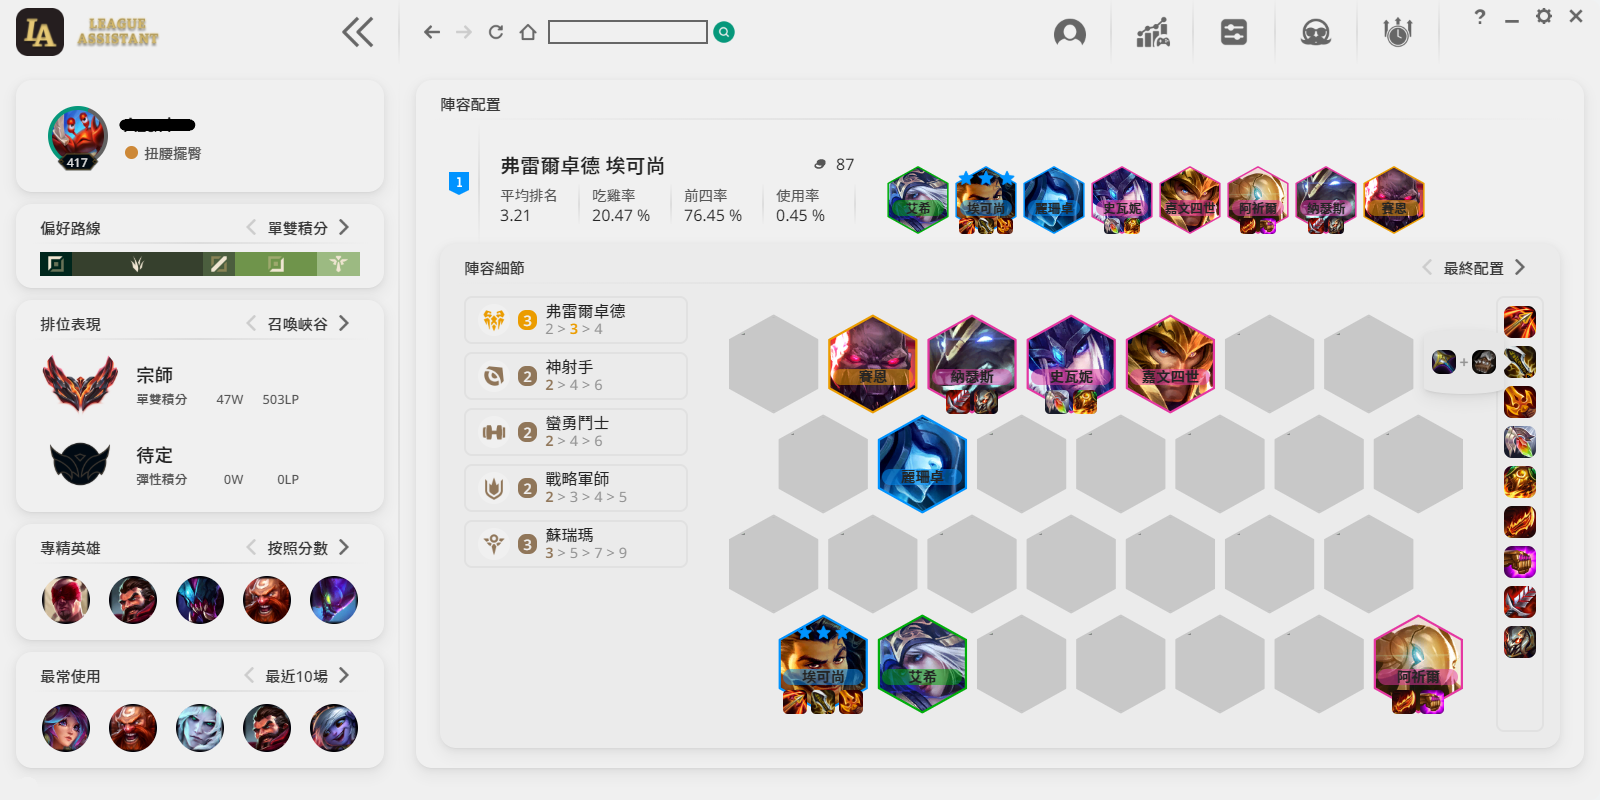 LA LEAGUE ASSISTANT
?
417
扭腰擺臀
偏好路線
單雙積分
排位表現
召喚峽谷
宗師
單雙積分 47W 503LP
待定
彈性積分 0W 0LP
專精英雄
按照分數
最常使用
最近10場
陣容配置
1
弗雷爾卓德 埃可尚
87
平均排名 吃雞率 前四率 使用率
3.21 20.47 % 76.45 % 0.45 %
艾希 埃可尚 麗珊卓 史瓦妮 嘉文四世 阿祈爾 納瑟斯 賽恩
陣容細節
最終配置
3 弗雷爾卓德
2 > 3 > 4
2 神射手
2 > 4 > 6
2 蠻勇鬥士
2 > 4 > 6
2 戰略軍師
2 > 3 > 4 > 5
3 蘇瑞瑪
3 > 5 > 7 > 9
賽恩 納瑟斯 史瓦妮 嘉文四世
+
麗珊卓
埃可尚 艾希 阿祈爾